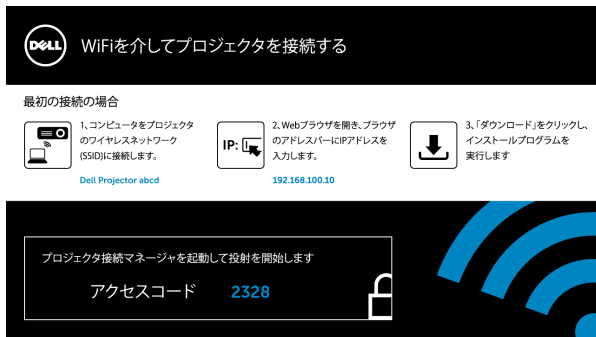 DELL
WiFiを介してプロジェクタを接続する
最初の接続の場合
1、コンピュータをプロジェクタ
のワイヤレスネットワーク
(SSID)に接続します。
Dell Projector abcd
IP:
2、Webブラウザを開き、ブラウザ
のアドレスバーにIPアドレスを
入力します。
192.168.100.10
3、「ダウンロード」をクリックし、
インストールプログラムを
実行します
プロジェクタ接続マネージャを起動して投射を開始します
アクセスコード 2328